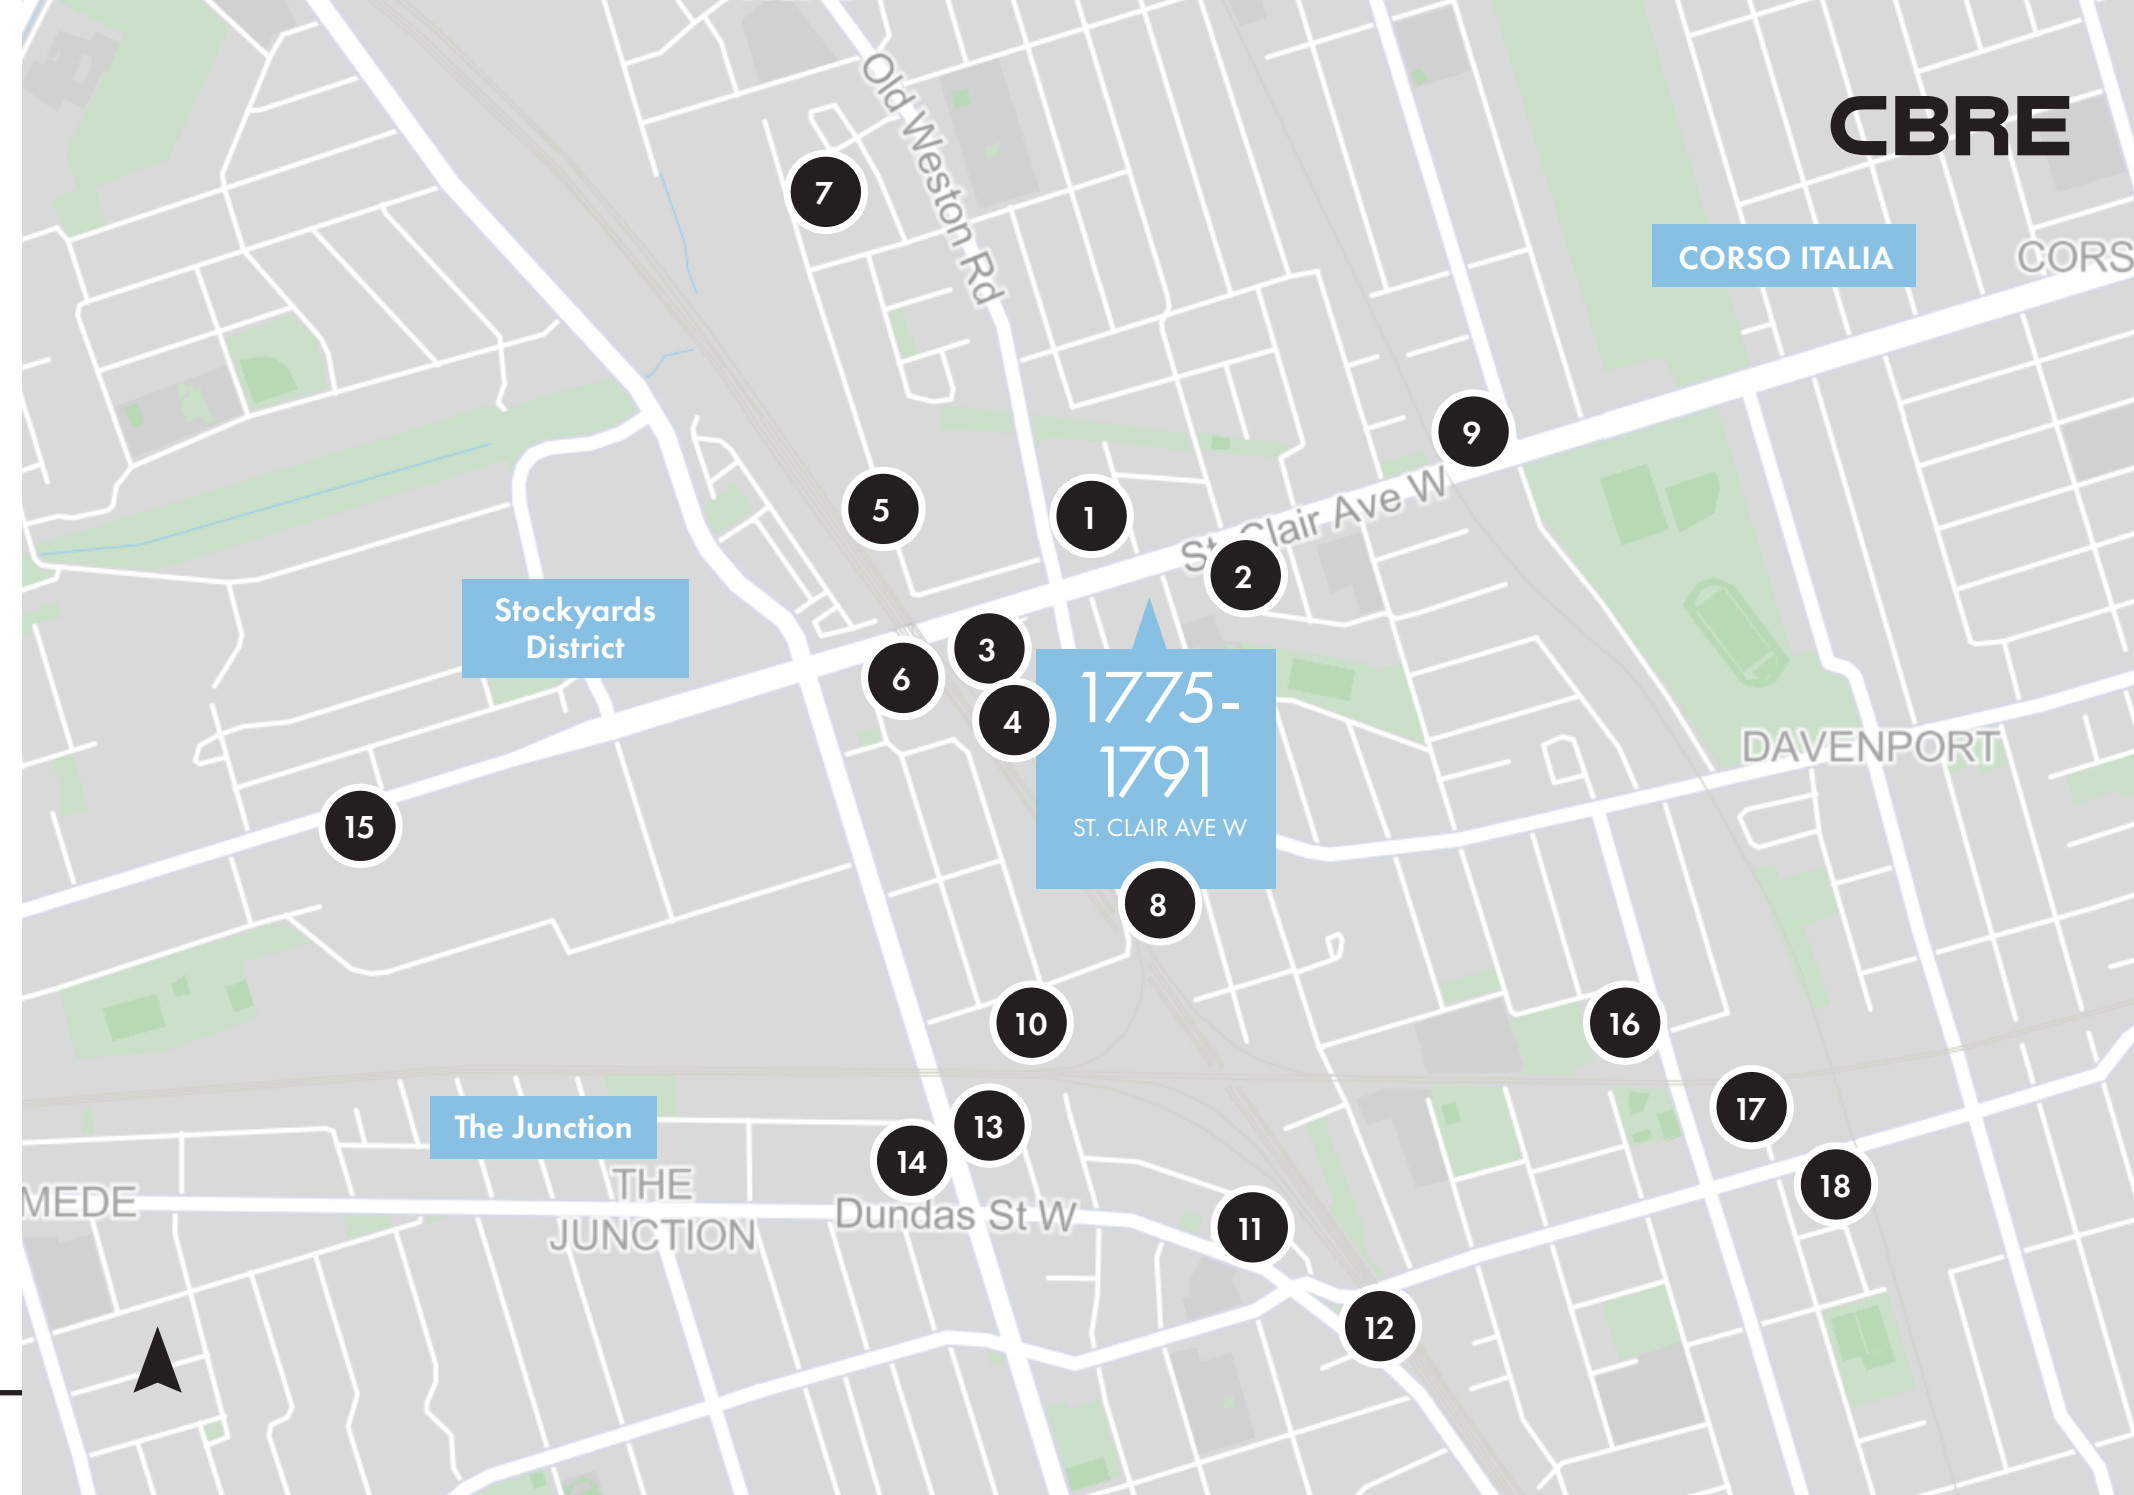 Old Weston Rd
CBRE
7
CORSO ITALIA
CORS
9
St Clair Ave W
5
1
2
Stockyards
District
3
6
4
1775-
1791
ST. CLAIR AVE W
DAVENPORT
15
8
10
16
17
The Junction
13
14
18
MEDE
THE
JUNCTION
Dundas St W
11
12